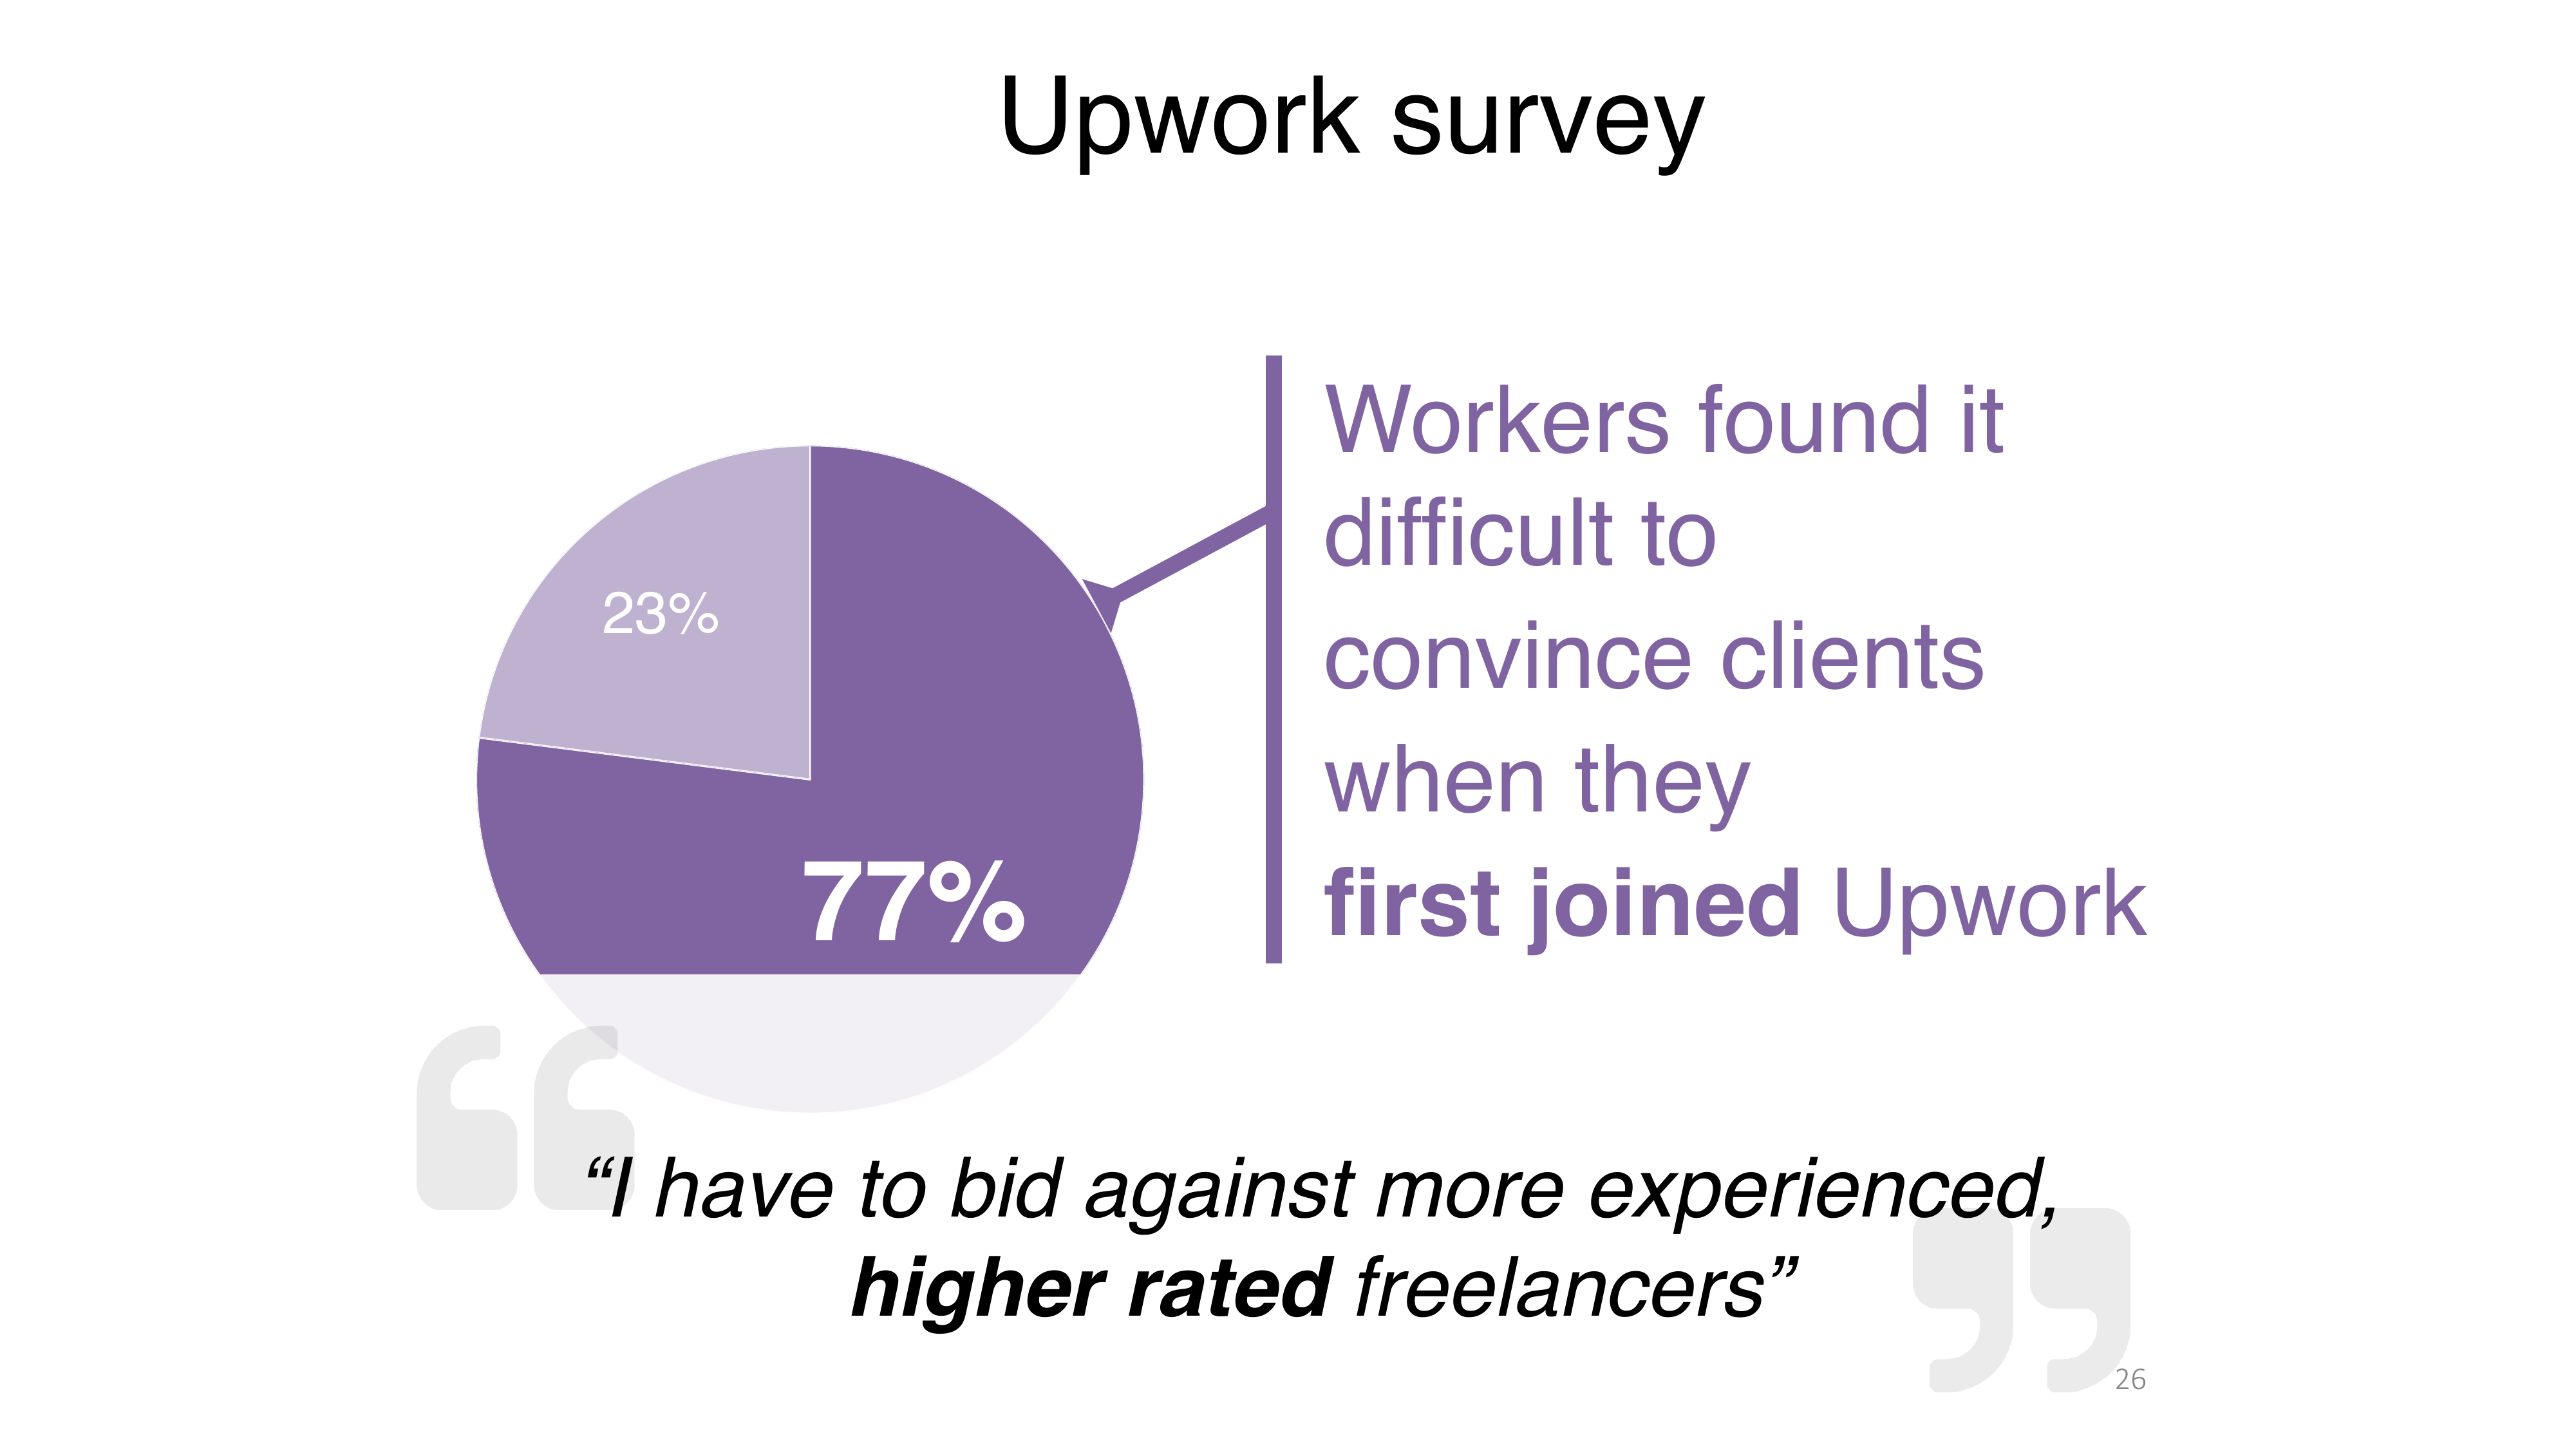 Upwork survey
23%
77%
Workers found it
difficult to
convince clients
when they
first joined Upwork
“I have to bid against more experienced,
higher rated freelancers”
26